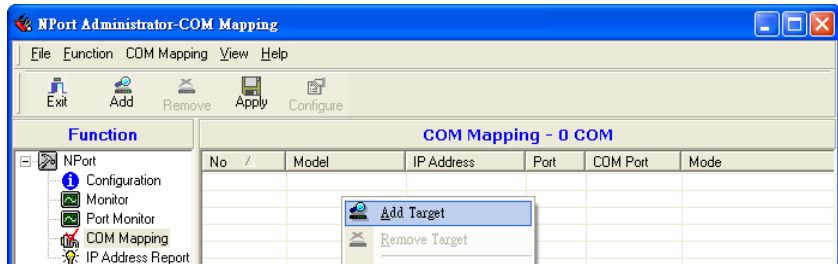 NPort Administrator-COM Mapping
File Function COM Mapping View Help
Exit Add Remove Apply Configure
Function COM Mapping - 0 COM
NPort No Model IP Address Port COM Port Mode
Configuration
Monitor
Port Monitor Add Target
COM Mapping Remove Target
IP Address Report